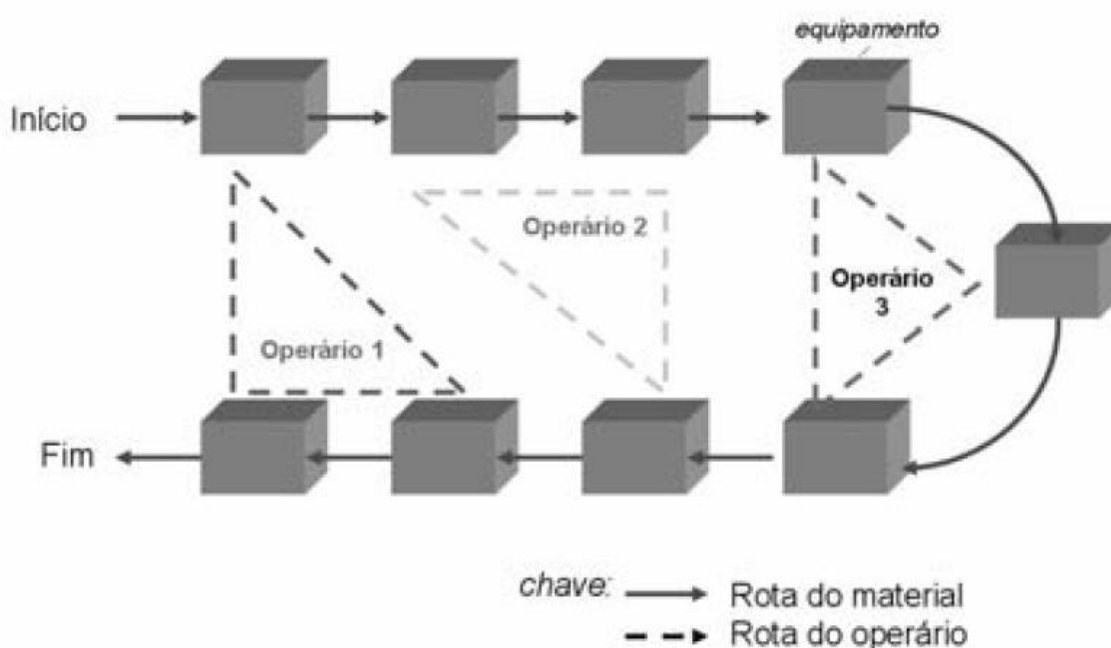 equipamento
Início
Operário 2
Operário
3
Operário 1
Fim
chave:
Rota do material
Rota do operário